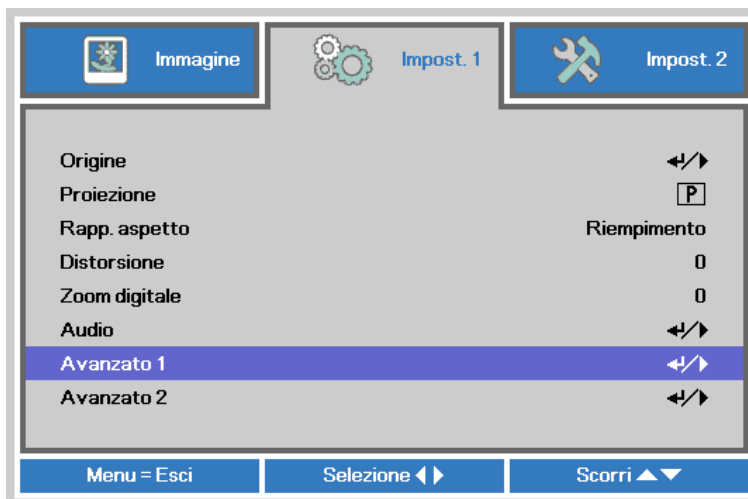 Immagine
Impost. 1
Impost. 2
Origine
Proiezione P
Rapp. aspetto Riempimento
Distorsione 0
Zoom digitale 0
Audio
Avanzato 1
Avanzato 2
Menu = Esci
Selezione
Scorri